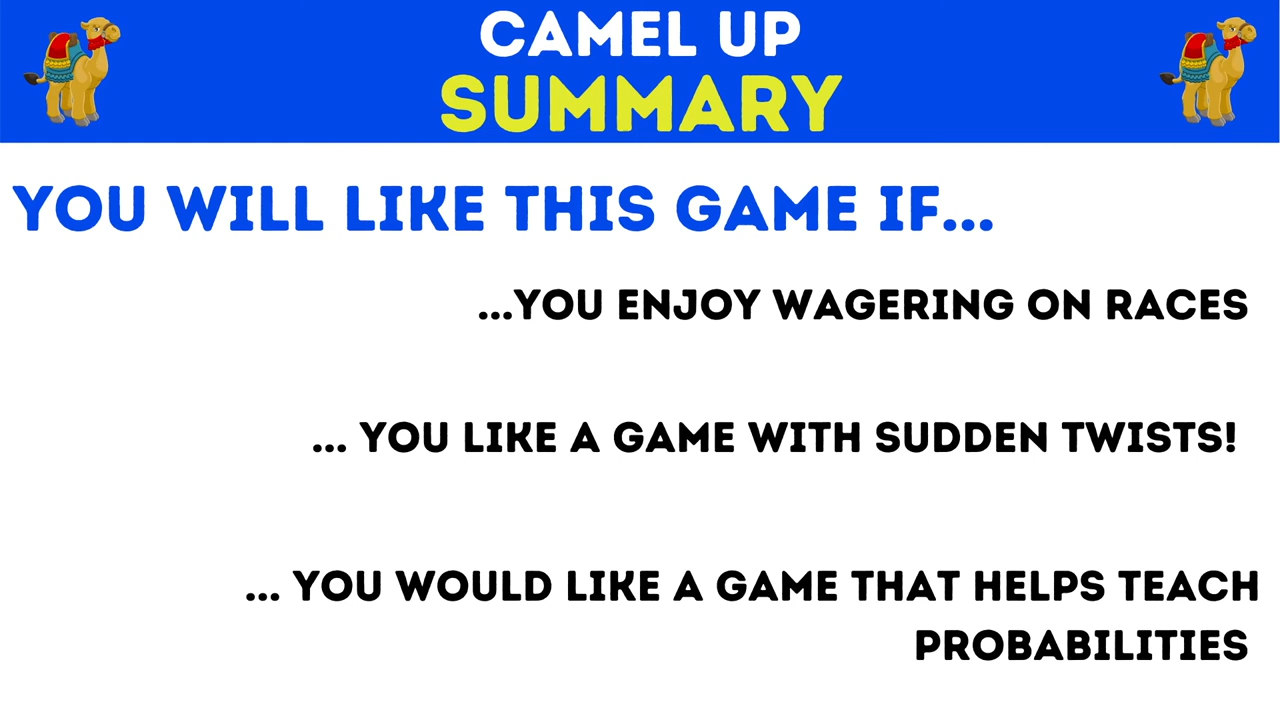 CAMEL UP
SUMMARY
YOU WILL LIKE THIS GAME IF...
...YOU ENJOY WAGERING ON RACES
... YOU LIKE A GAME WITH SUDDEN TWISTS!
... YOU WOULD LIKE A GAME THAT HELPS TEACH
PROBABILITIES